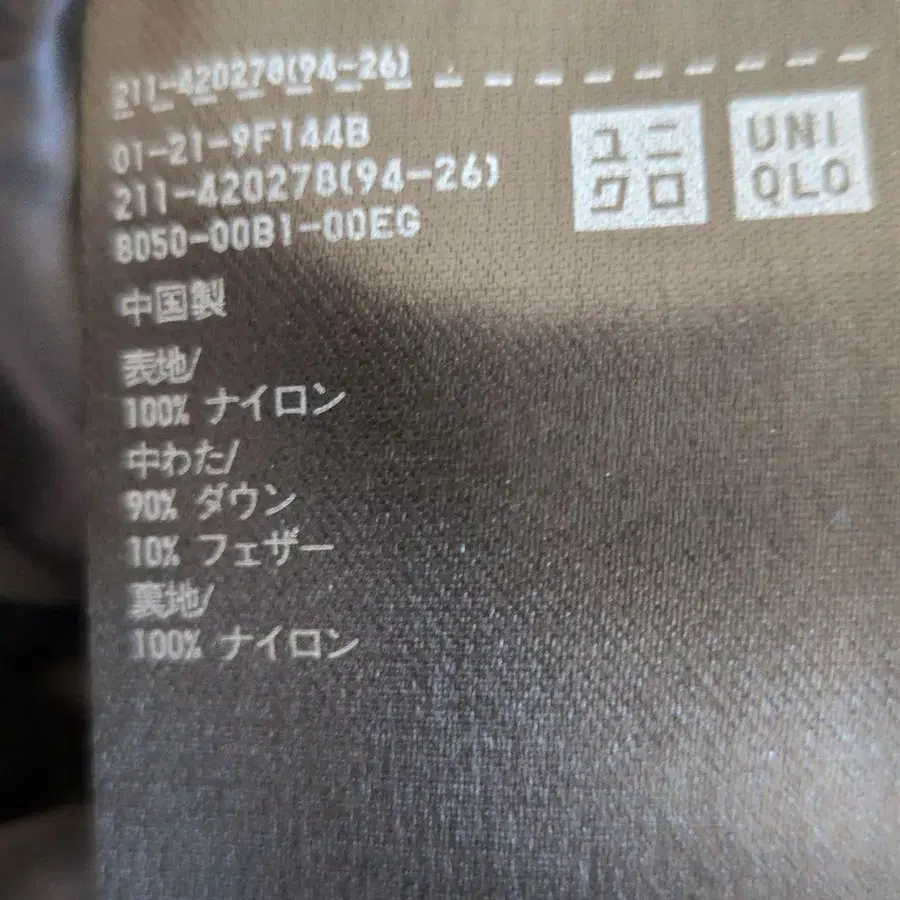 211-420278(94-26)
01-21-9F144B
211-420278(94-26)
8050-00B1-00EG
ユニ
クロ
UNI
QLO
中国製
表地/
100% ナイロン
中わた/
90% ダウン
10% フェザー
裏地/
100% ナイロン